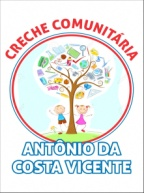 CRECHE COMUNITÁRIA
ANTÔNIO DA
COSTA VICENTE